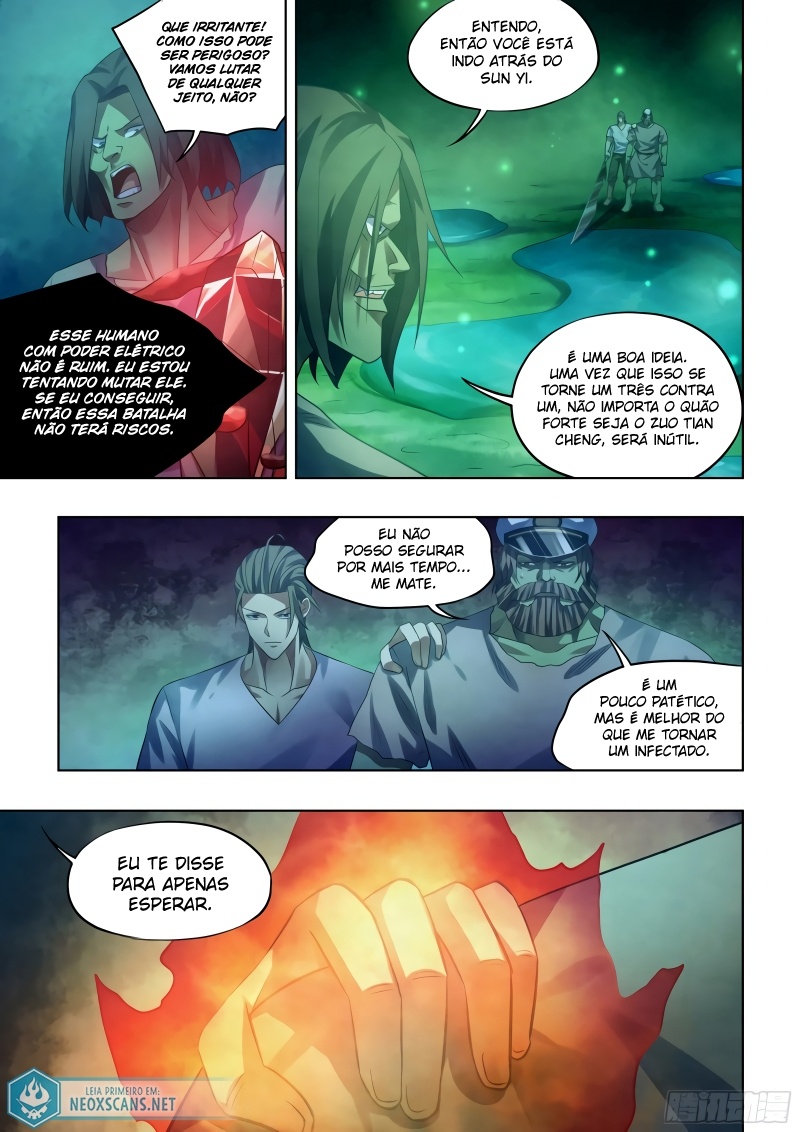 QUE IRRITANTE!
COMO ISSO PODE
SER PERIGOSO?
VAMOS LUTAR
DE QUALQUER
JEITO, NÃO?
ESSE HUMANO
COM PODER ELÉTRICO
NÃO É RUIM. EU ESTOU
TENTANDO MUTAR ELE.
SE EU CONSEGUIR,
ENTÃO ESSA BATALHA
NÃO TERÁ RISCOS.
ENTENDO,
ENTÃO VOCÊ ESTÁ
INDO ATRÁS DO
SUN YI.
É UMA BOA IDEIA.
UMA VEZ QUE ISSO SE
TORNE UM TRÊS CONTRA
UM, NÃO IMPORTA O QUÃO
FORTE SEJA O ZUO TIAN
CHENG, SERÁ INÚTIL.
EU NÃO
POSSO SEGURAR
POR MAIS TEMPO...
ME MATE.
É UM
POUCO PATÉTICO,
MAS É MELHOR DO
QUE ME TORNAR
UM INFECTADO.
EU TE DISSE
PARA APENAS
ESPERAR.
LEIA PRIMEIRO EM:
NEOXSCANS.NET
腾讯动漫